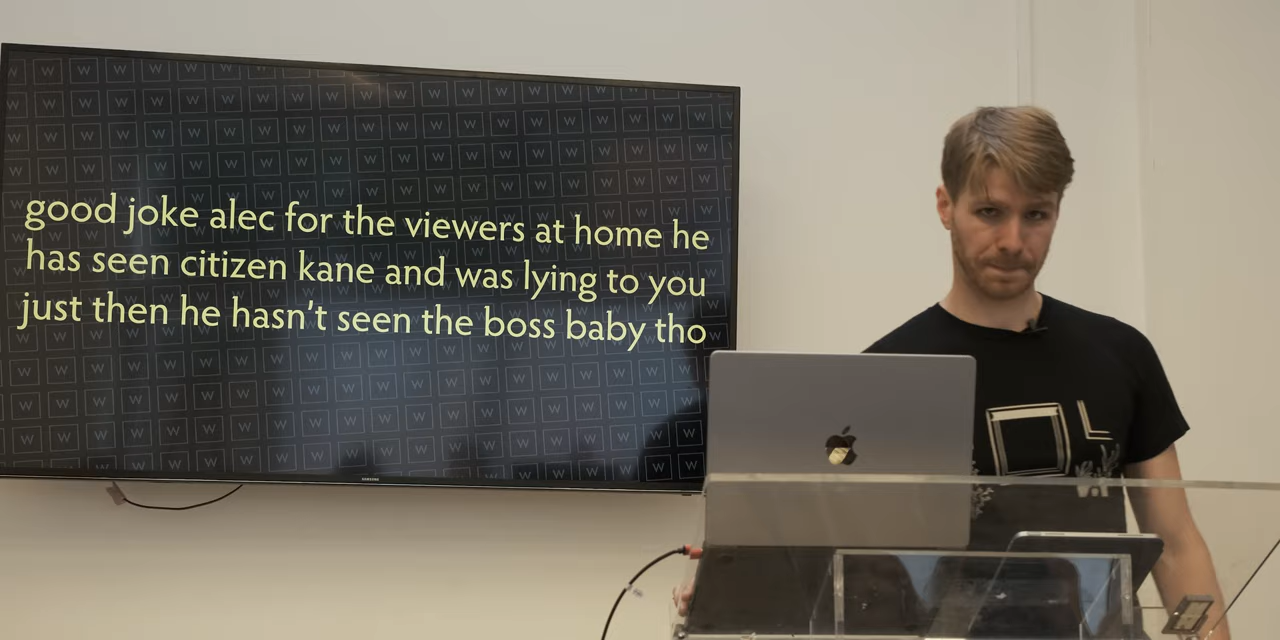 good joke alec for the viewers at home he
has seen citizen kane and was lying to you
just then he hasn't seen the boss baby tho
SAMSUNG